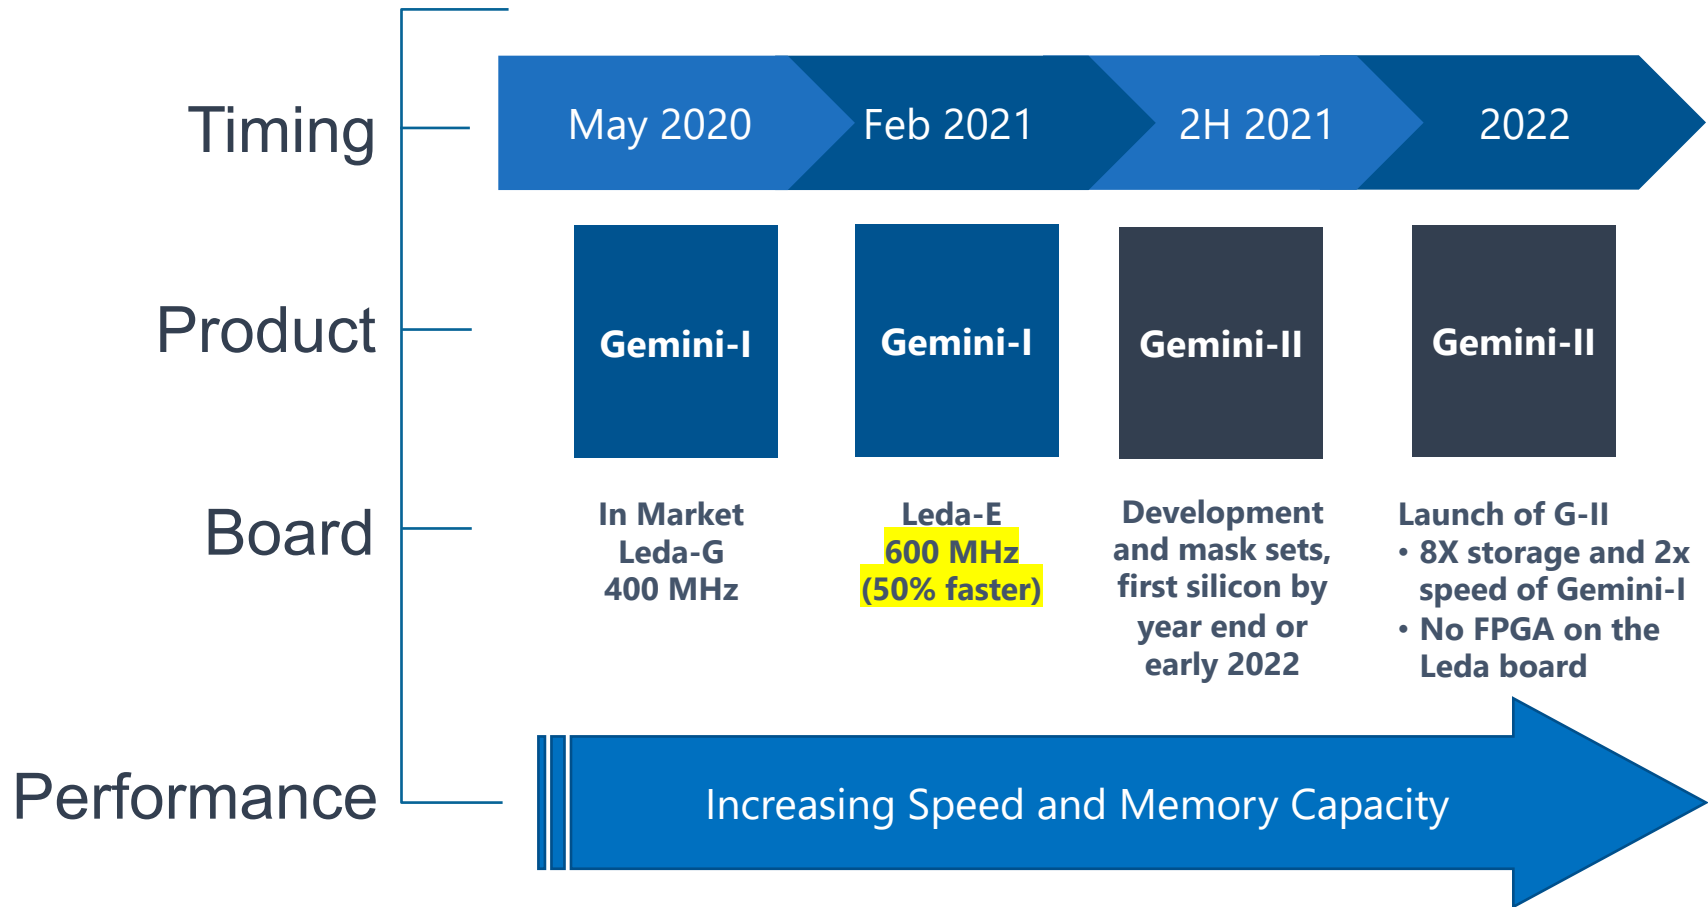 Timing
May 2020
Feb 2021
2H 2021
2022
Product
Gemini-I
Gemini-I
Gemini-II
Gemini-II
Board
In Market
Leda-G
400 MHz
Leda-E
600 MHz
(50% faster)
Development
and mask sets,
first silicon by
year end or
early 2022
Launch of G-II
• 8X storage and 2x
speed of Gemini-I
• No FPGA on the
Leda board
Performance
Increasing Speed and Memory Capacity